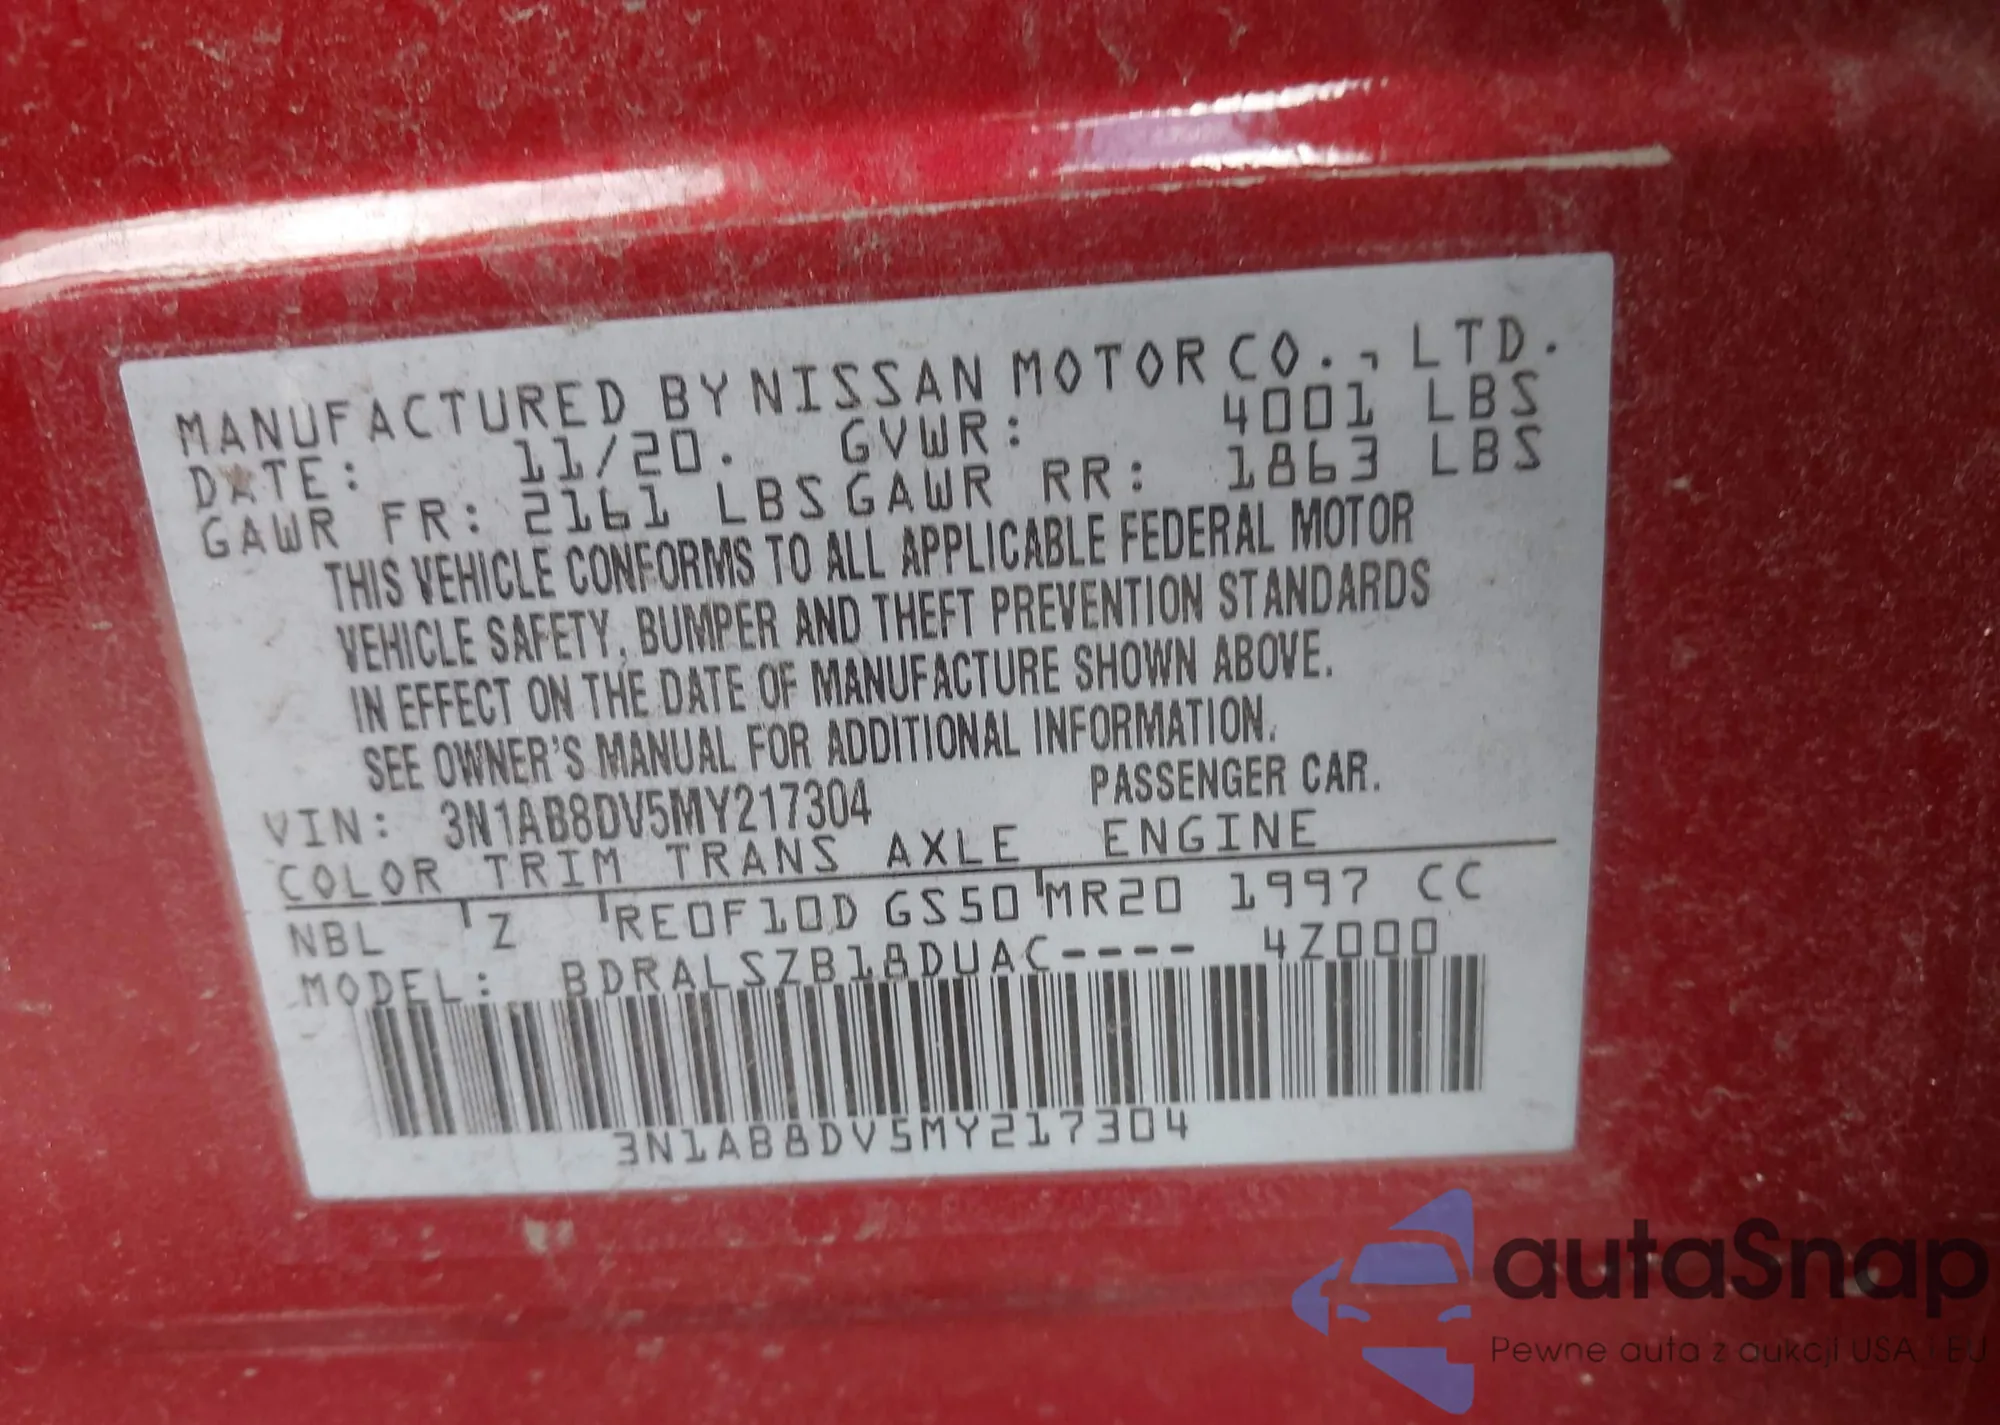 MANUFACTURED BY NISSAN MOTOR CO., LTD.
DATE: 11/20. GVWR: 4001 LBS
GAWR FR: 2161 LBS GAWR RR: 1863 LBS
THIS VEHICLE CONFORMS TO ALL APPLICABLE FEDERAL MOTOR
VEHICLE SAFETY, BUMPER AND THEFT PREVENTION STANDARDS
IN EFFECT ON THE DATE OF MANUFACTURE SHOWN ABOVE.
SEE OWNER'S MANUAL FOR ADDITIONAL INFORMATION.
VIN: 3N1AB8DV5MY217304 PASSENGER CAR.
COLOR TRIM TRANS AXLE ENGINE
NBL Z RE0F10D GS50 MR20 1997 CC
MODEL: BDRALSZB18DUAC---- 4Z000
3N1AB8DV5MY217304
autaSnap
Pewne auta z aukcji USA i EU